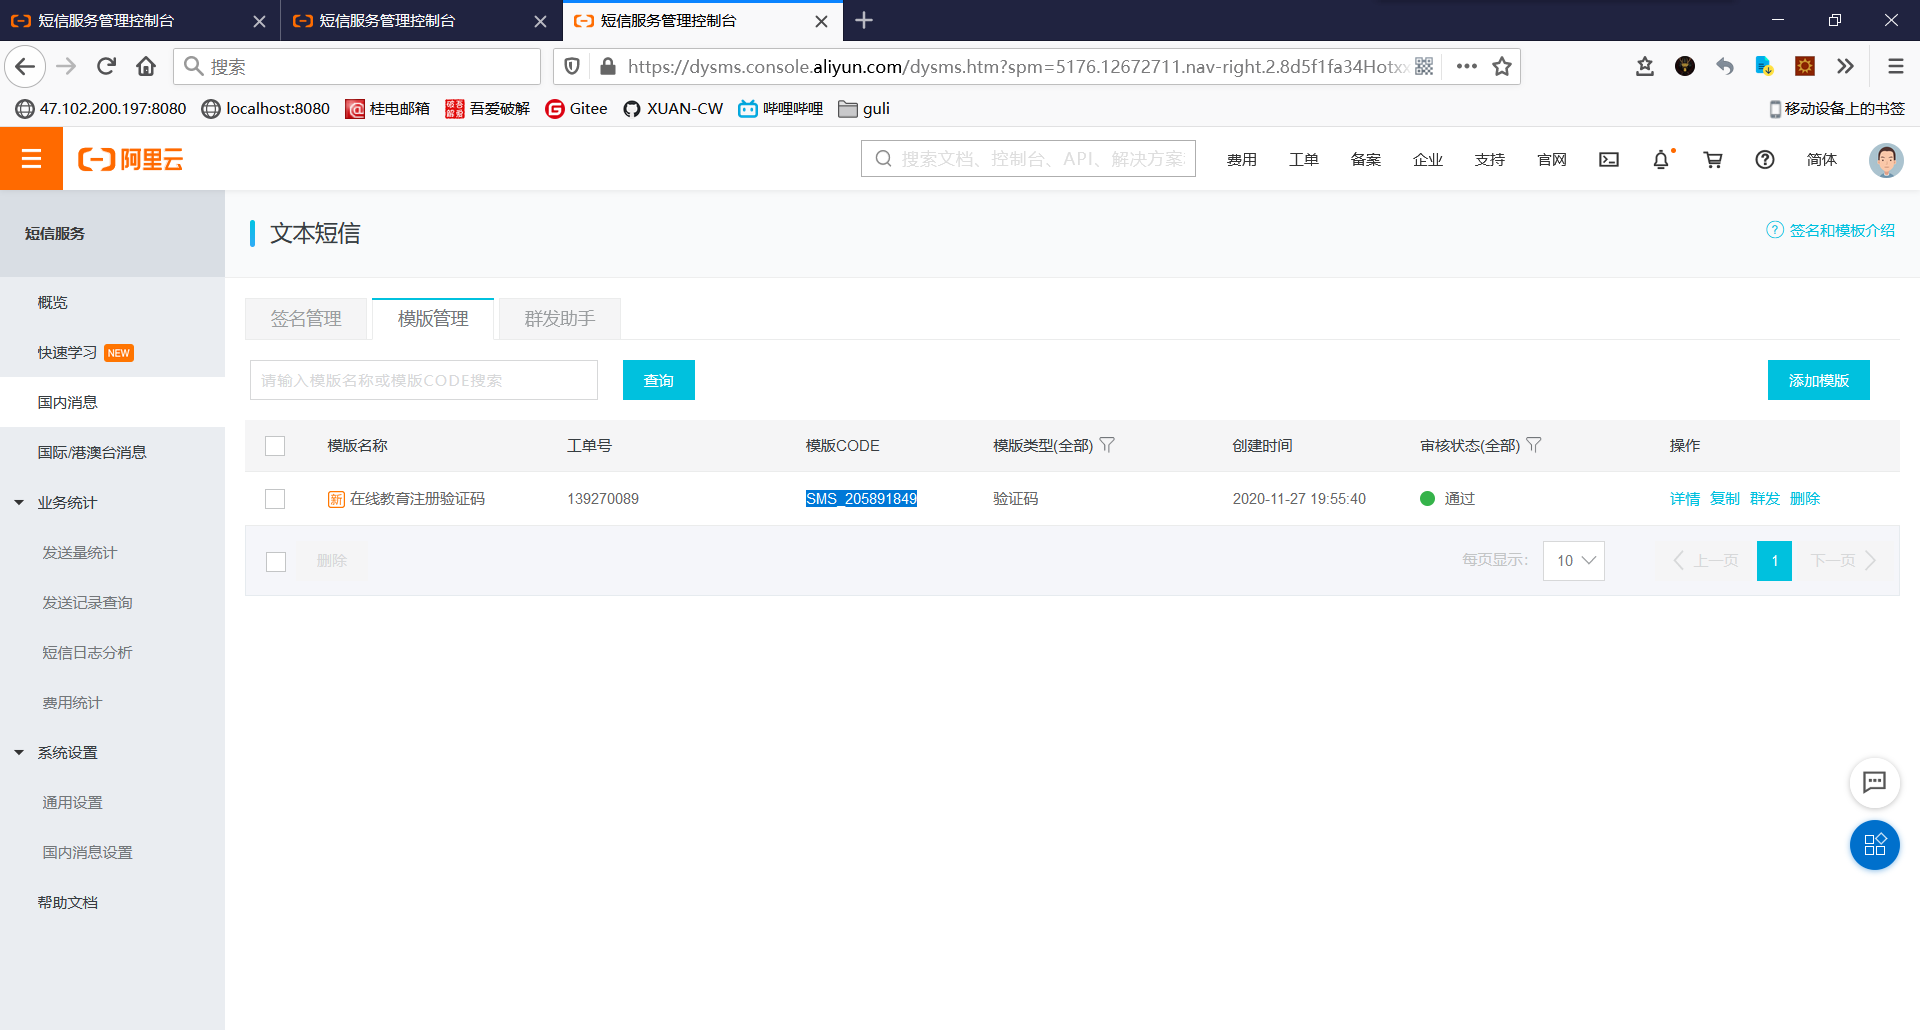 短信服务管理控制台
短信服务管理控制台
短信服务管理控制台
搜索
https://dysms.console.aliyun.com/dysms.htm?spm=5176.12672711.nav-right.2.8d5f1fa34Hotxx
47.102.200.197:8080
localhost:8080
桂电邮箱
吾爱破解
Gitee
XUAN-CW
哔哩哔哩
guli
移动设备上的书签
阿里云
搜索文档、控制台、API、解决方案
费用
工单
备案
企业
支持
官网
简体
短信服务
文本短信
签名和模板介绍
概览
快速学习 NEW
国内消息
国际/港澳台消息
业务统计
发送量统计
发送记录查询
短信日志分析
费用统计
系统设置
通用设置
国内消息设置
帮助文档
签名管理
模版管理
群发助手
请输入模版名称或模版CODE搜索
查询
添加模版
模版名称
工单号
模版CODE
模版类型(全部)
创建时间
审核状态(全部)
操作
新 在线教育注册验证码
139270089
SMS_205891849
验证码
2020-11-27 19:55:40
通过
详情 复制 群发 删除
删除
每页显示:
10
上一页
1
下一页